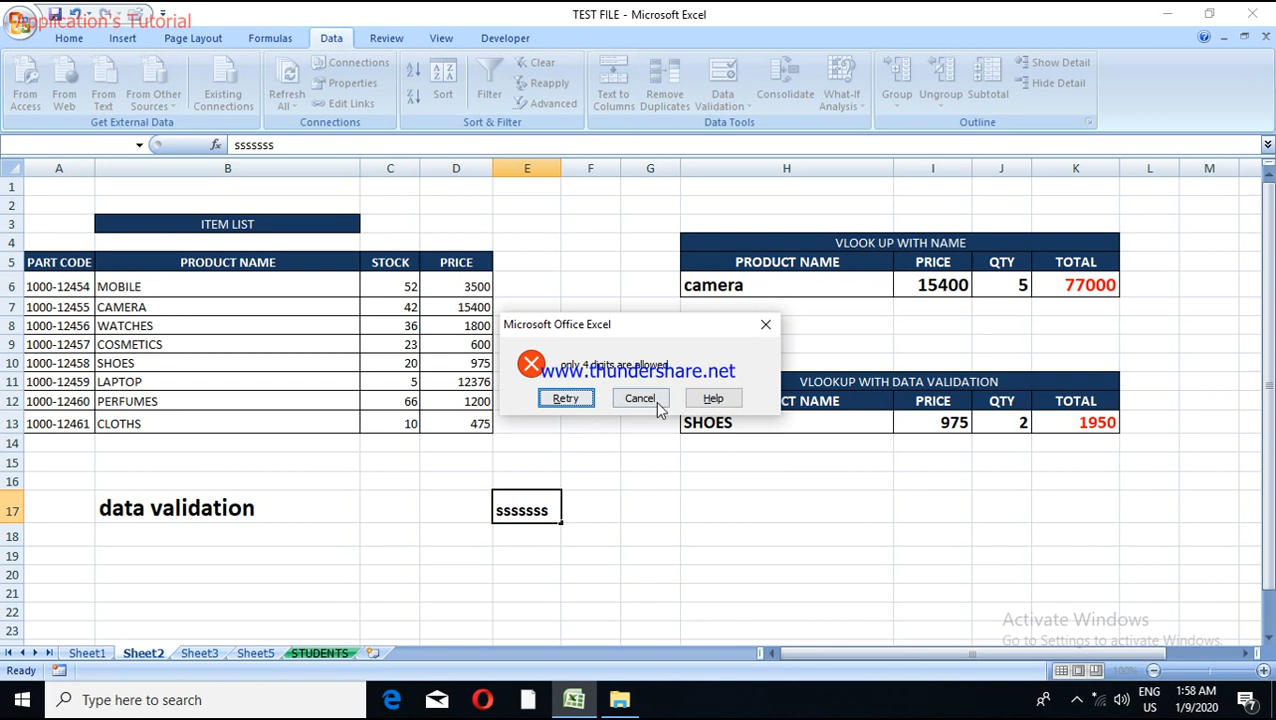 Application's Tutorial
TEST FILE - Microsoft Excel
Home Insert Page Layout Formulas Data Review View Developer
From Access
From Web
From Text
From Other Sources
Existing Connections
Get External Data
Refresh All
Connections
Properties
Edit Links
Connections
Sort
Filter
Clear
Reapply
Advanced
Sort & Filter
Text to Columns
Remove Duplicates
Data Validation
Consolidate
What-If Analysis
Data Tools
Group
Ungroup
Subtotal
Show Detail
Hide Detail
Outline
fx sssssss
A B C D E F G H I J K L M
1
2
3 ITEM LIST
4 VLOOK UP WITH NAME
5 PART CODE PRODUCT NAME STOCK PRICE PRODUCT NAME PRICE QTY TOTAL
6 1000-12454 MOBILE 52 3500 camera 15400 5 77000
7 1000-12455 CAMERA 42 15400
8 1000-12456 WATCHES 36 1800
9 1000-12457 COSMETICS 23 600
10 1000-12458 SHOES 20 975
11 1000-12459 LAPTOP 5 12376 VLOOKUP WITH DATA VALIDATION
12 1000-12460 PERFUMES 66 1200 CT NAME PRICE QTY TOTAL
13 1000-12461 CLOTHS 10 475 SHOES 975 2 1950
14
15
16
17 data validation sssssss
18
19
20
21
22
23
Microsoft Office Excel
only 4 digits are allowed
www.thundershare.net
Retry Cancel Help
Activate Windows
Go to Settings to activate Windows.
Sheet1 Sheet2 Sheet3 Sheet5 STUDENTS
Ready 100%
Type here to search
ENG
US
1:58 AM
1/9/2020
7